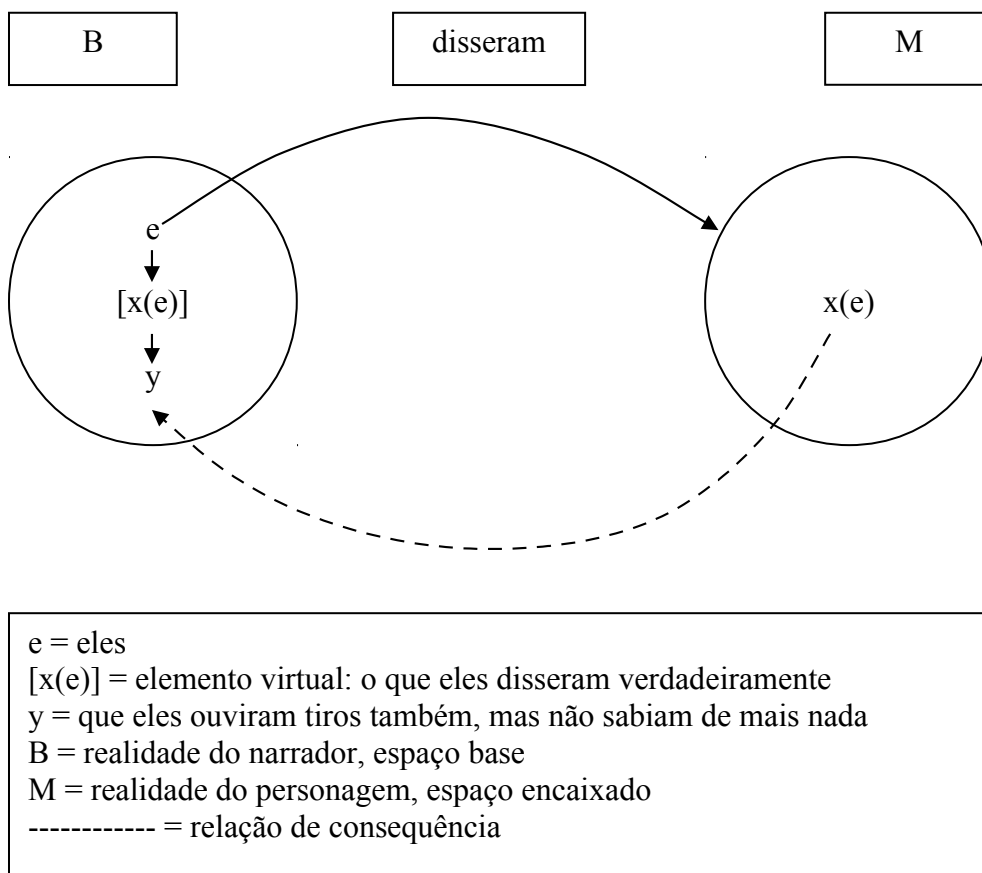 B
disseram
M
e
[x(e)]
y
x(e)
e = eles
[x(e)] = elemento virtual: o que eles disseram verdadeiramente
y = que eles ouviram tiros também, mas não sabiam de mais nada
B = realidade do narrador, espaço base
M = realidade do personagem, espaço encaixado
------------ = relação de consequência